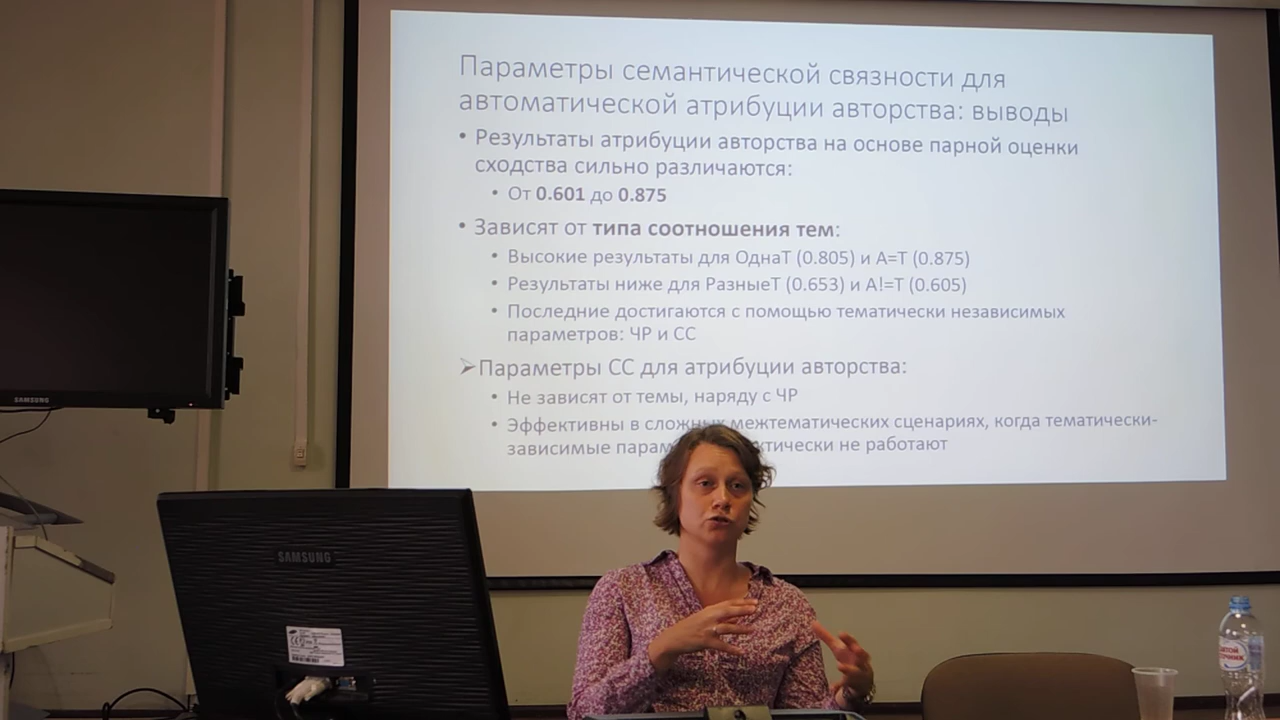 Параметры семантической связности для
автоматической атрибуции авторства: выводы
• Результаты атрибуции авторства на основе парной оценки
сходства сильно различаются:
• От 0.601 до 0.875
• Зависят от типа соотношения тем:
• Высокие результаты для ОднаТ (0.805) и А=Т (0.875)
• Результаты ниже для РазныеТ (0.653) и А!=Т (0.605)
• Последние достигаются с помощью тематически независимых
параметров: ЧР и СС
➢Параметры СС для атрибуции авторства:
• Не зависят от темы, наряду с ЧР
• Эффективны в сложных межтематических сценариях, когда тематически-
зависимые не работают
SAMSUNG
SAMSUNG